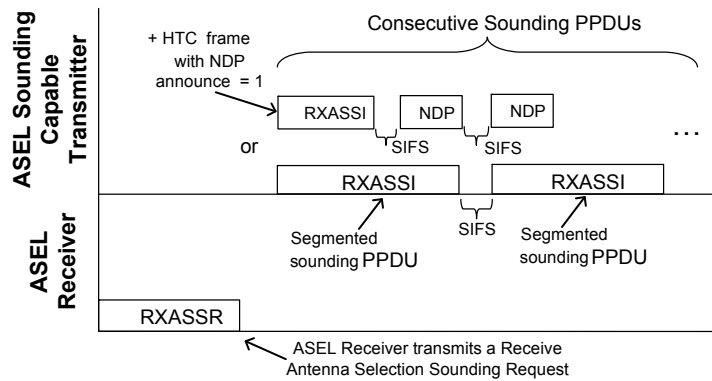 Consecutive Sounding PPDUs
+ HTC frame
with NDP
announce = 1
ASEL Sounding
Capable
Transmitter
RXASSI
NDP
NDP
SIFS
SIFS
...
or
RXASSI
RXASSI
SIFS
Segmented
sounding PPDU
Segmented
sounding PPDU
ASEL
Receiver
RXASSR
ASEL Receiver transmits a Receive
Antenna Selection Sounding Request